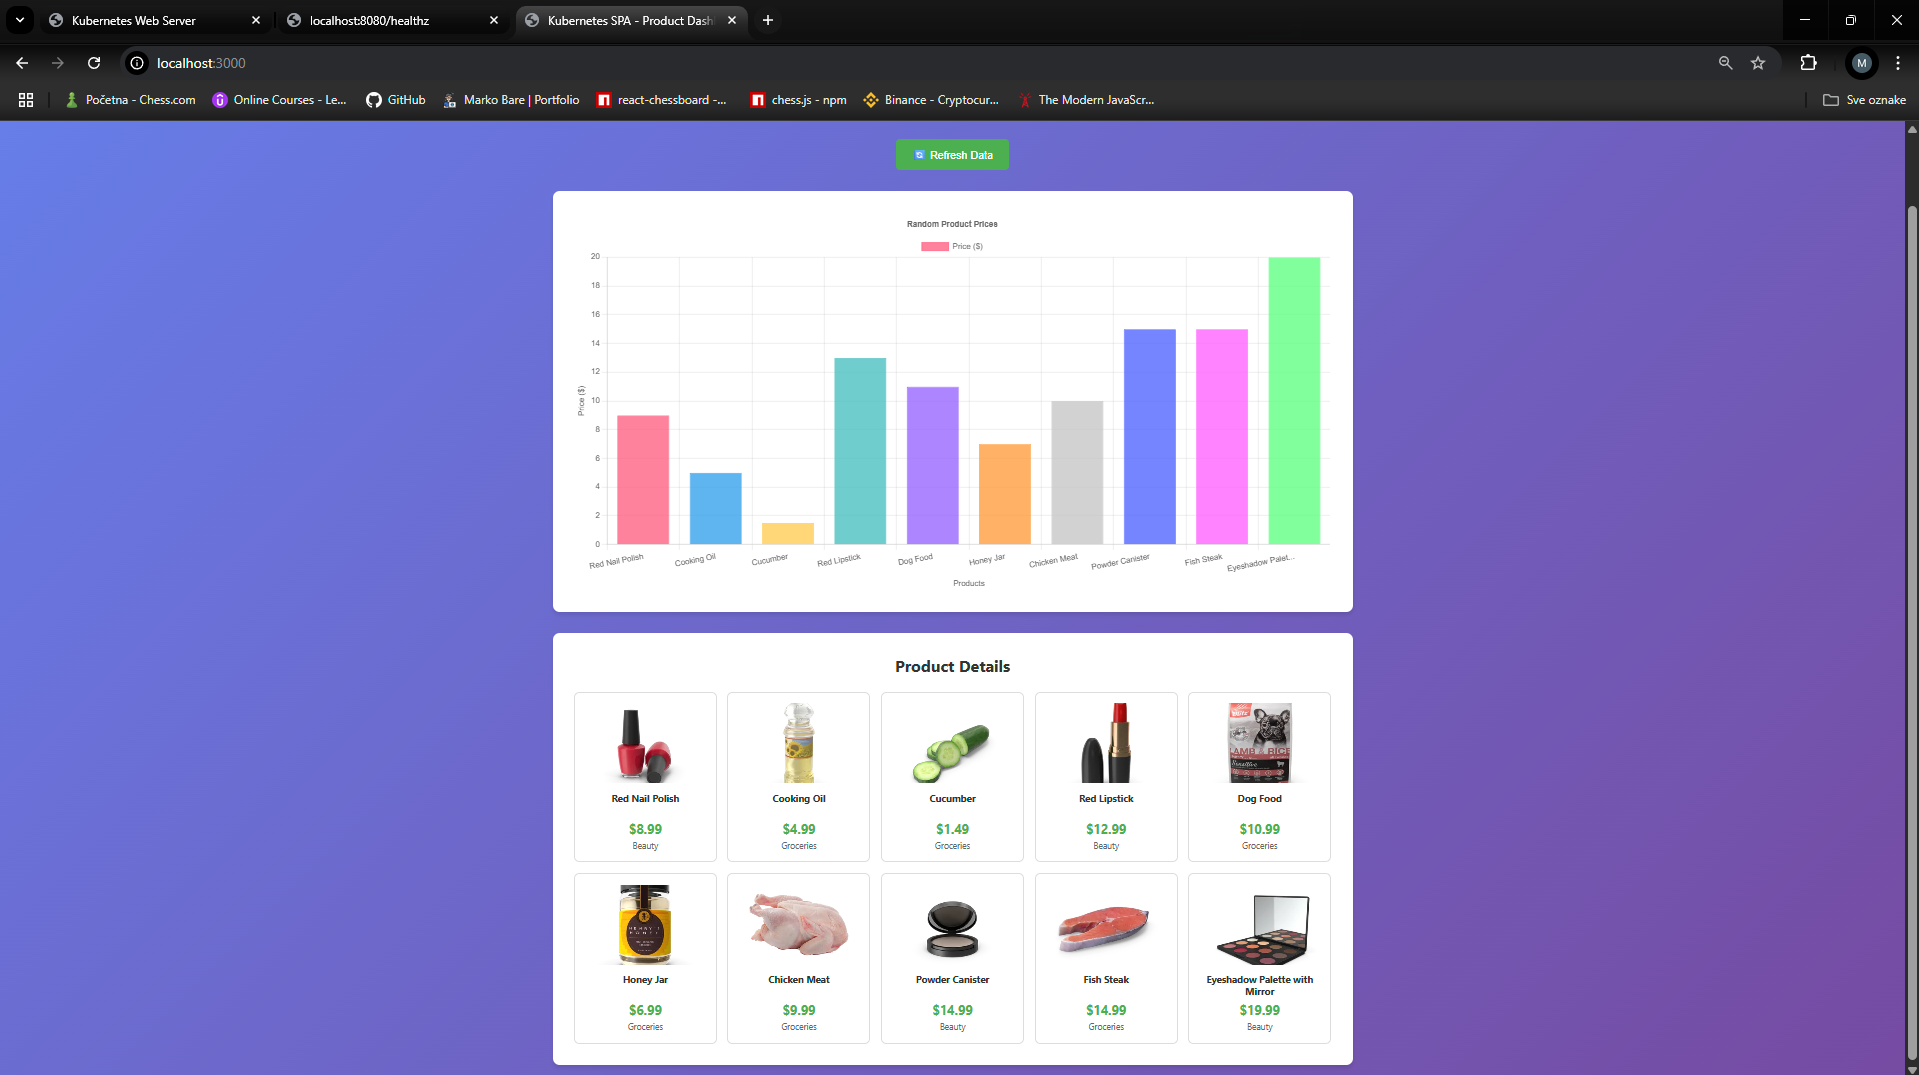 Kubernetes Web Server
localhost:8080/healthz
Kubernetes SPA - Product Dash
localhost:3000
M
Početna - Chess.com
Online Courses - Le...
GitHub
Marko Bare | Portfolio
react-chessboard -...
chess.js - npm
Binance - Cryptocur...
The Modern JavaScr...
Sve oznake
Refresh Data
Random Product Prices
Price ($)
20
18
16
14
12
10
8
6
4
2
0
Price ($)
Red Nail Polish
Cooking Oil
Cucumber
Red Lipstick
Dog Food
Honey Jar
Chicken Meat
Powder Canister
Fish Steak
Eyeshadow Palet...
Products
Product Details
LAMB & RICE
Sensitive
Red Nail Polish
$8.99
Beauty
Cooking Oil
$4.99
Groceries
Cucumber
$1.49
Groceries
Red Lipstick
$12.99
Beauty
Dog Food
$10.99
Groceries
Honey Jar
$6.99
Groceries
Chicken Meat
$9.99
Groceries
Powder Canister
$14.99
Beauty
Fish Steak
$14.99
Groceries
Eyeshadow Palette with
Mirror
$19.99
Beauty